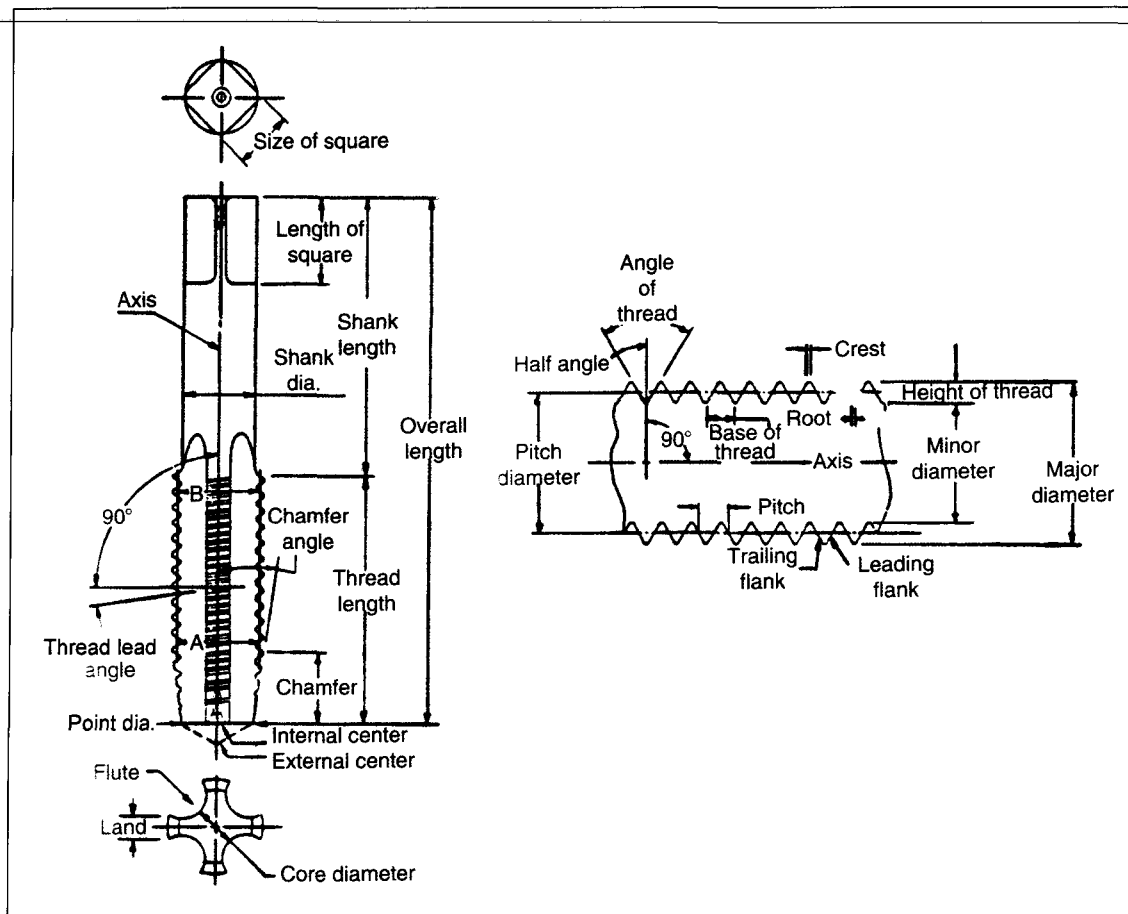 Size of square
Length of
square
Axis
Shank
length
Shank
dia.
Overall
length
B
90°
Chamfer
angle
Thread
length
Thread lead
angle
A
Chamfer
Point dia.
Internal center
External center
Flute
Land
Core diameter
Angle
of
thread
Half angle
Crest
Height of thread
Root
90°
Base of
thread
Pitch
diameter
Axis
Minor
diameter
Major
diameter
Pitch
Trailing
flank
Leading
flank